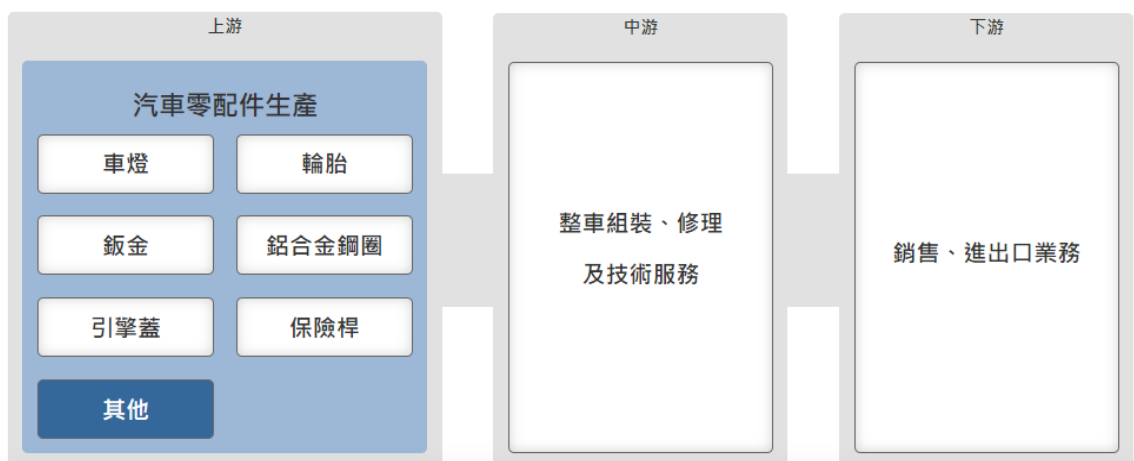 上游
汽車零配件生產
車燈
輪胎
鈑金
鋁合金鋼圈
引擎蓋
保險桿
其他
中游
整車組裝、修理
及技術服務
下游
銷售、進出口業務